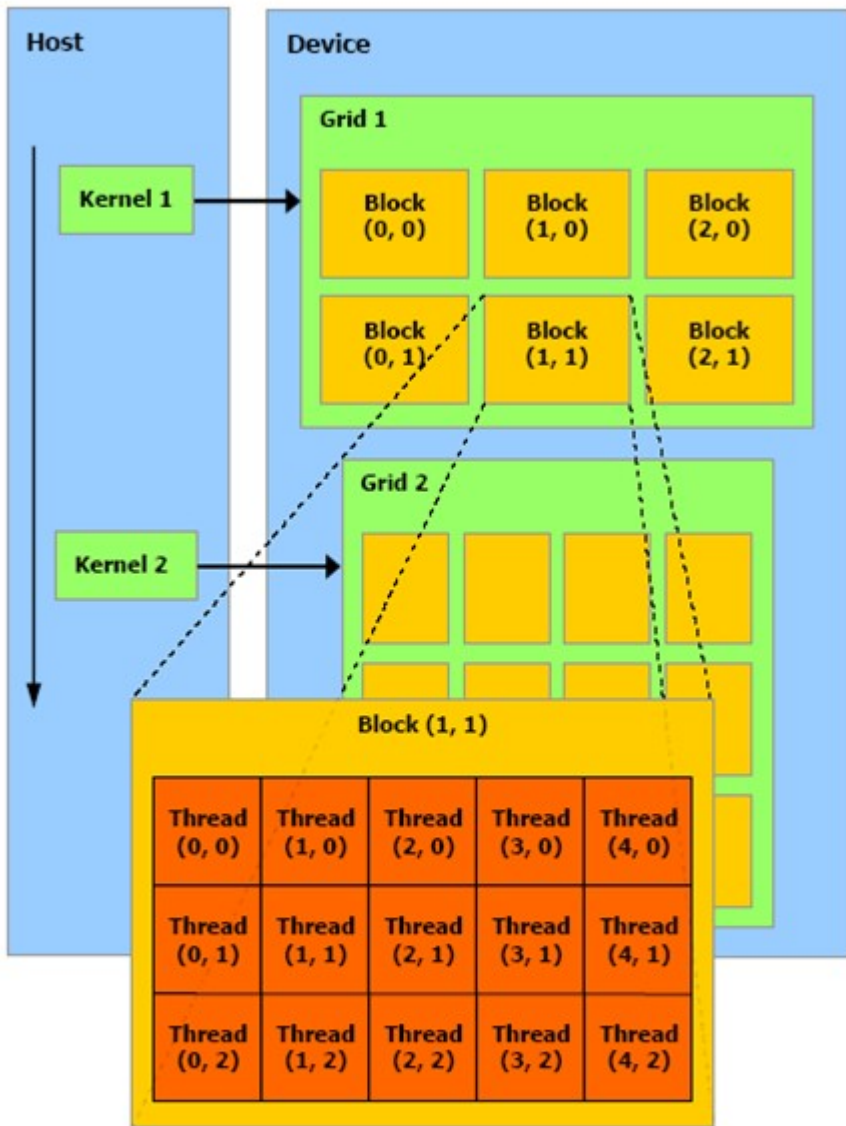 Host
Device
Grid 1
Kernel 1
Block
(0, 0)
Block
(1, 0)
Block
(2, 0)
Block
(0, 1)
Block
(1, 1)
Block
(2, 1)
Grid 2
Kernel 2
Block (1, 1)
Thread
(0, 0)
Thread
(1, 0)
Thread
(2, 0)
Thread
(3, 0)
Thread
(4, 0)
Thread
(0, 1)
Thread
(1, 1)
Thread
(2, 1)
Thread
(3, 1)
Thread
(4, 1)
Thread
(0, 2)
Thread
(1, 2)
Thread
(2, 2)
Thread
(3, 2)
Thread
(4, 2)